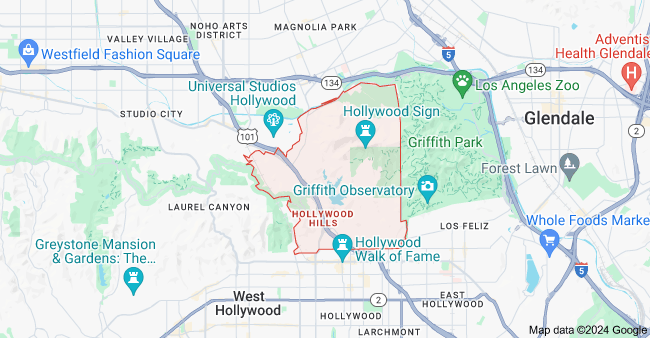 NOHO ARTS
DISTRICT
MAGNOLIA PARK
VALLEY VILLAGE
Westfield Fashion Square
5
134
Adventis
Health Glendale
H
Universal Studios
Hollywood
134
Los Angeles Zoo
STUDIO CITY
Hollywood Sign
Glendale
101
2
Griffith Park
Forest Lawn
Griffith Observatory
LAUREL CANYON
HOLLYWOOD
HILLS
LOS FELIZ
Whole Foods Marke
Greystone Mansion
& Gardens: The...
Hollywood
Walk of Fame
5
West
Hollywood
2
EAST
HOLLYWOOD
HOLLYWOOD
LARCHMONT
Map data ©2024 Google